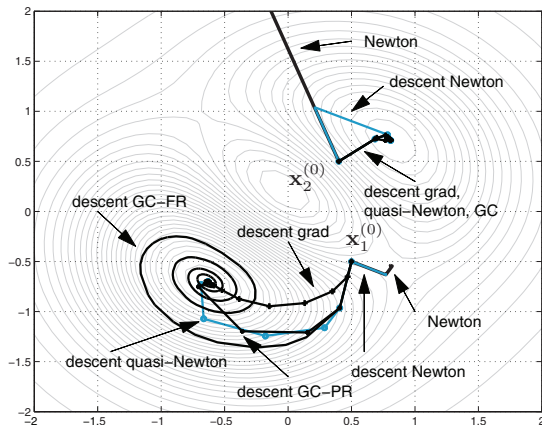 2
1.5
1
0.5
0
−0.5
−1
−1.5
−2
−2
−1.5
−1
−0.5
0
0.5
1
1.5
2
Newton
descent Newton
x₂⁽⁰⁾
descent grad,
quasi−Newton, GC
descent GC−FR
descent grad
x₁⁽⁰⁾
Newton
descent quasi−Newton
descent Newton
descent GC−PR